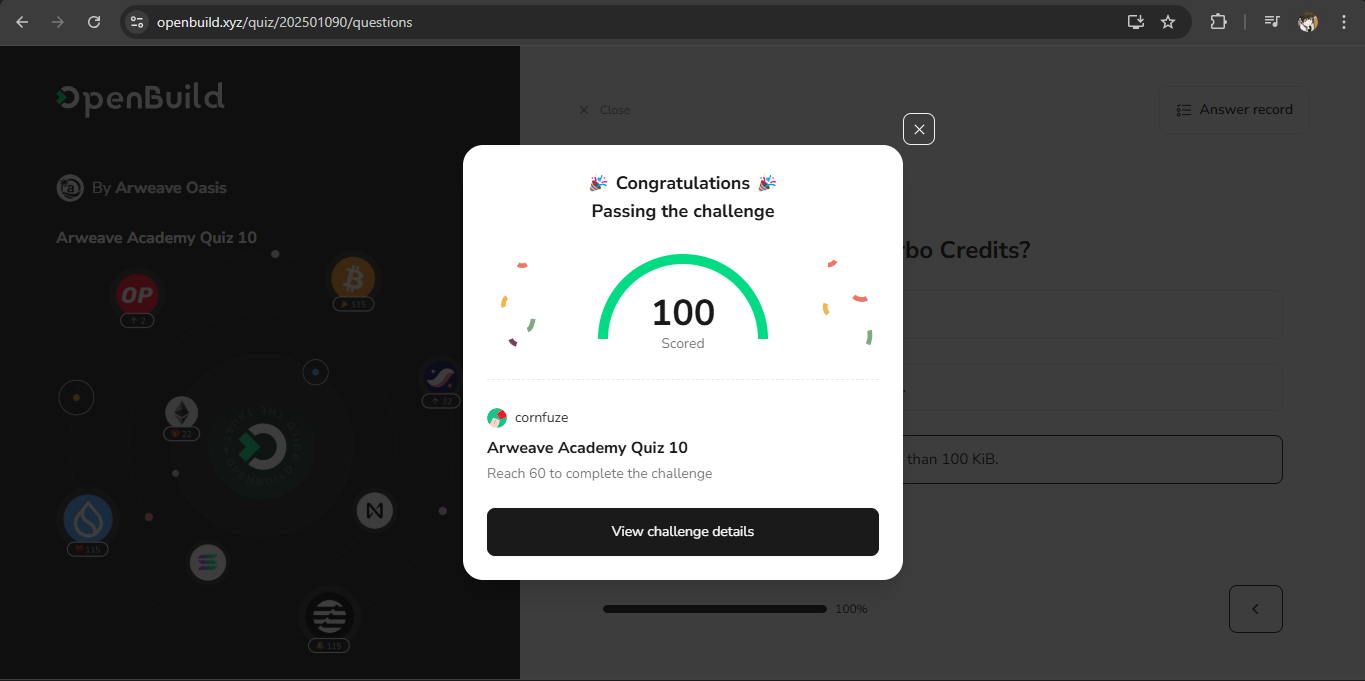 openbuild.xyz/quiz/202501090/questions
OpenBuild
By Arweave Oasis
Arweave Academy Quiz 10
OP
2
115
32
22
115
115
Close
Answer record
🎉 Congratulations 🎉
Passing the challenge
100
Scored
cornfuze
Arweave Academy Quiz 10
Reach 60 to complete the challenge
View challenge details
rbo Credits?
than 100 KiB.
100%